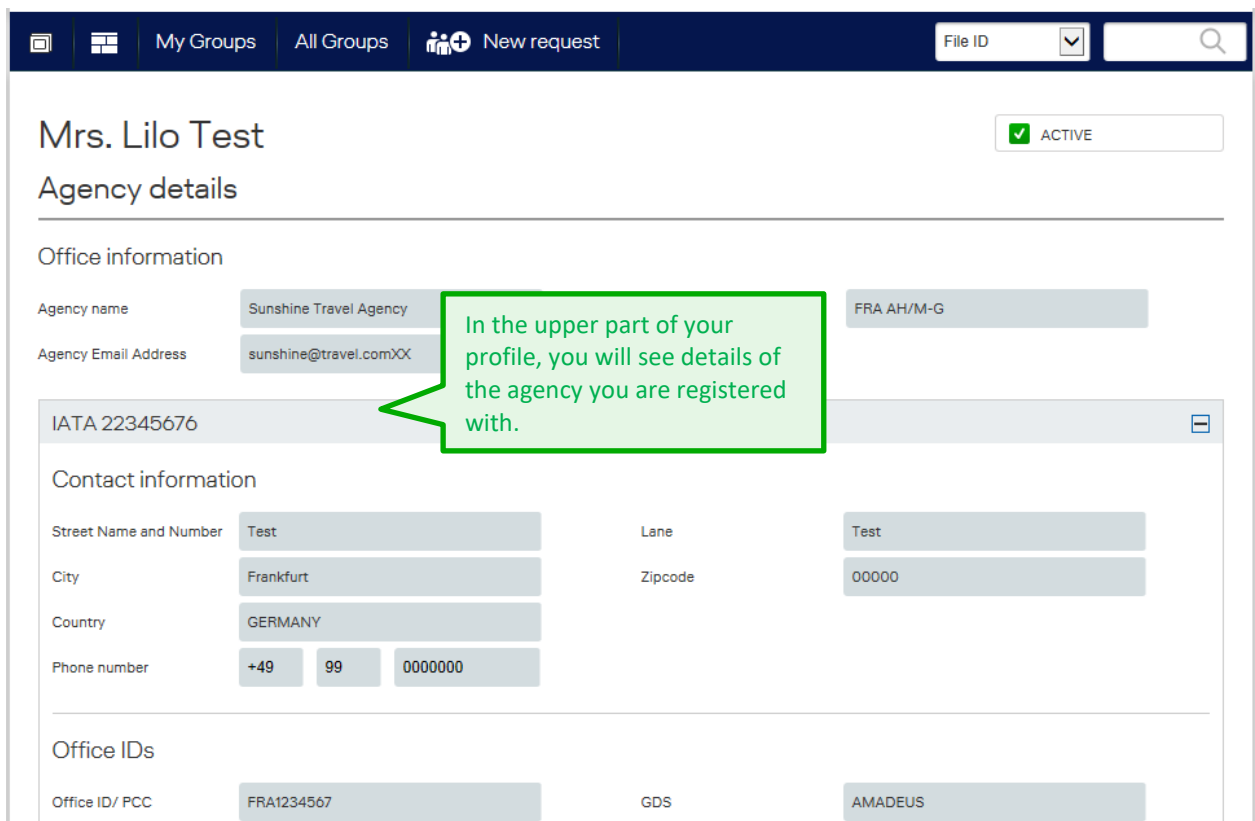 My Groups All Groups New request File ID
Mrs. Lilo Test
ACTIVE
Agency details
Office information
Agency name Sunshine Travel Agency FRA AH/M-G
Agency Email Address sunshine@travel.comXX
In the upper part of your
profile, you will see details of
the agency you are registered
with.
IATA 22345676
Contact information
Street Name and Number Test Lane Test
City Frankfurt Zipcode 00000
Country GERMANY
Phone number +49 99 0000000
Office IDs
Office ID/ PCC FRA1234567 GDS AMADEUS